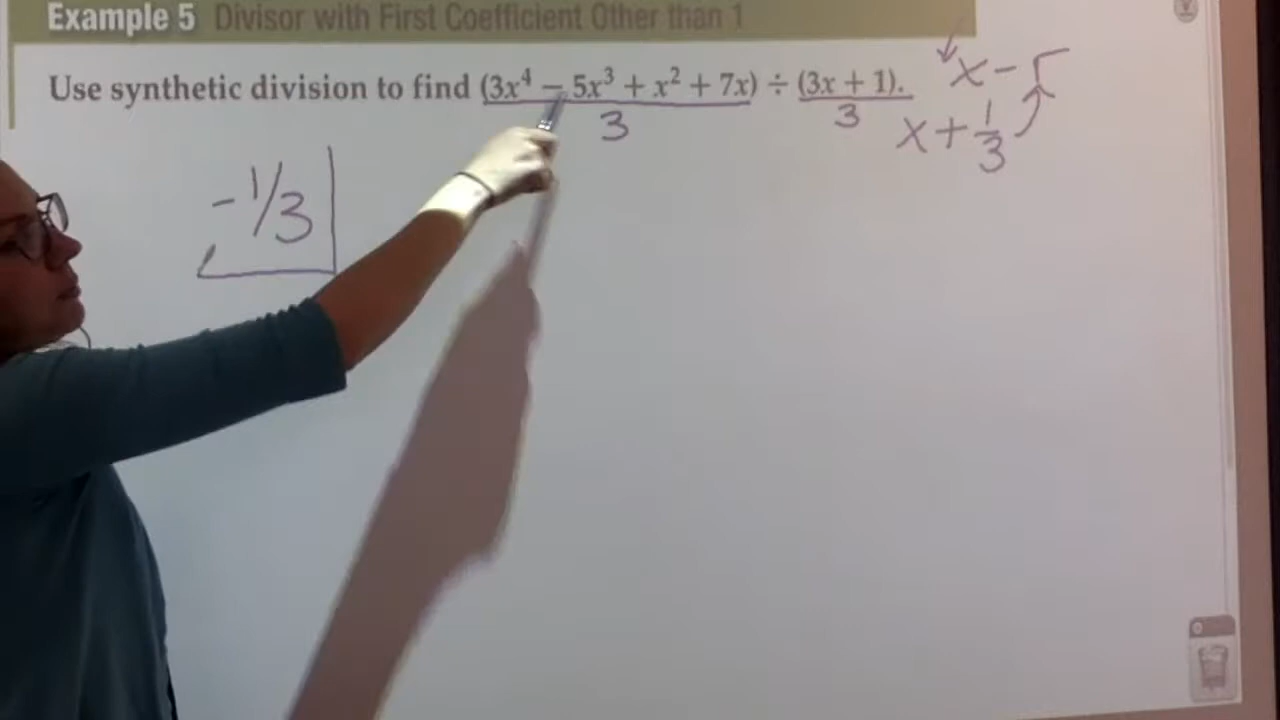 Example 5 Divisor with First Coefficient Other than 1
Use synthetic division to find (3x⁴ − 5x³ + x² + 7x) ÷ (3x + 1).
x − r
3
3
x + 1/3
-1/3